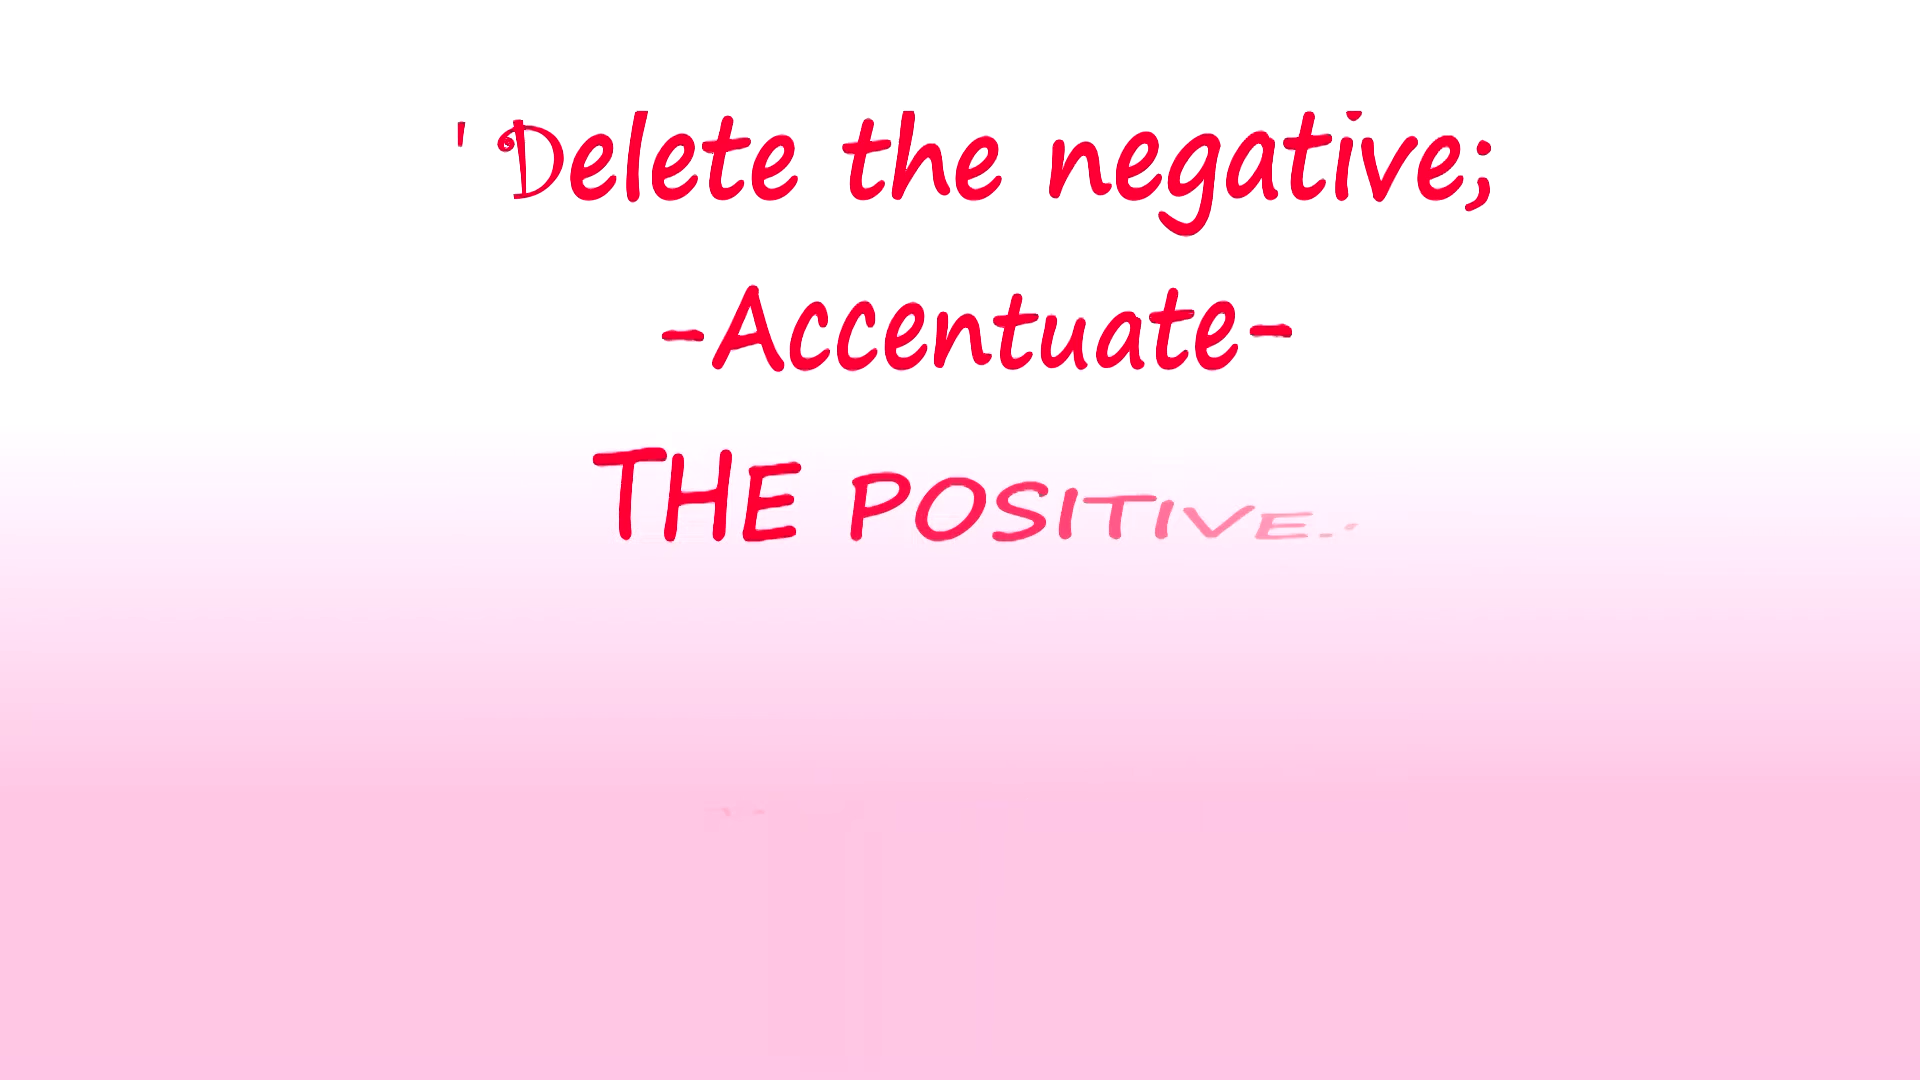 ' Delete the negative;
-Accentuate-
THE POSITIVE.'